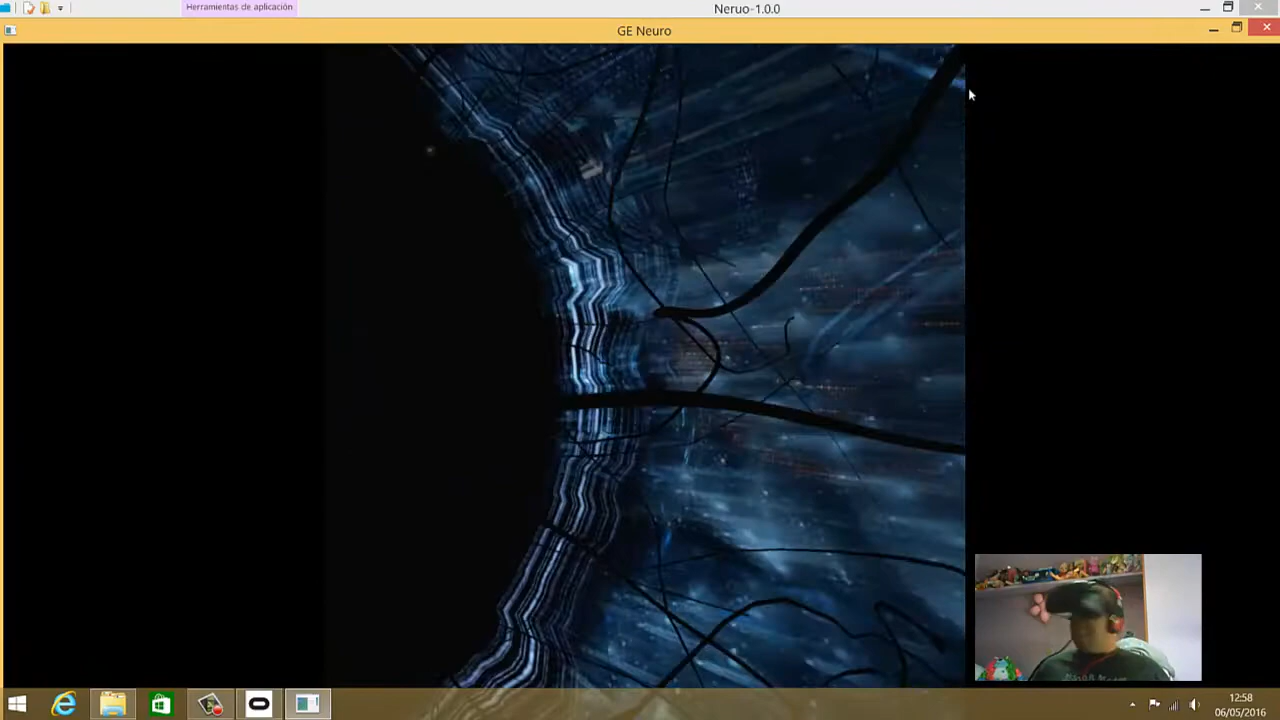 Herramientas de aplicación
Neruo-1.0.0
GE Neuro
12:58
06/05/2016